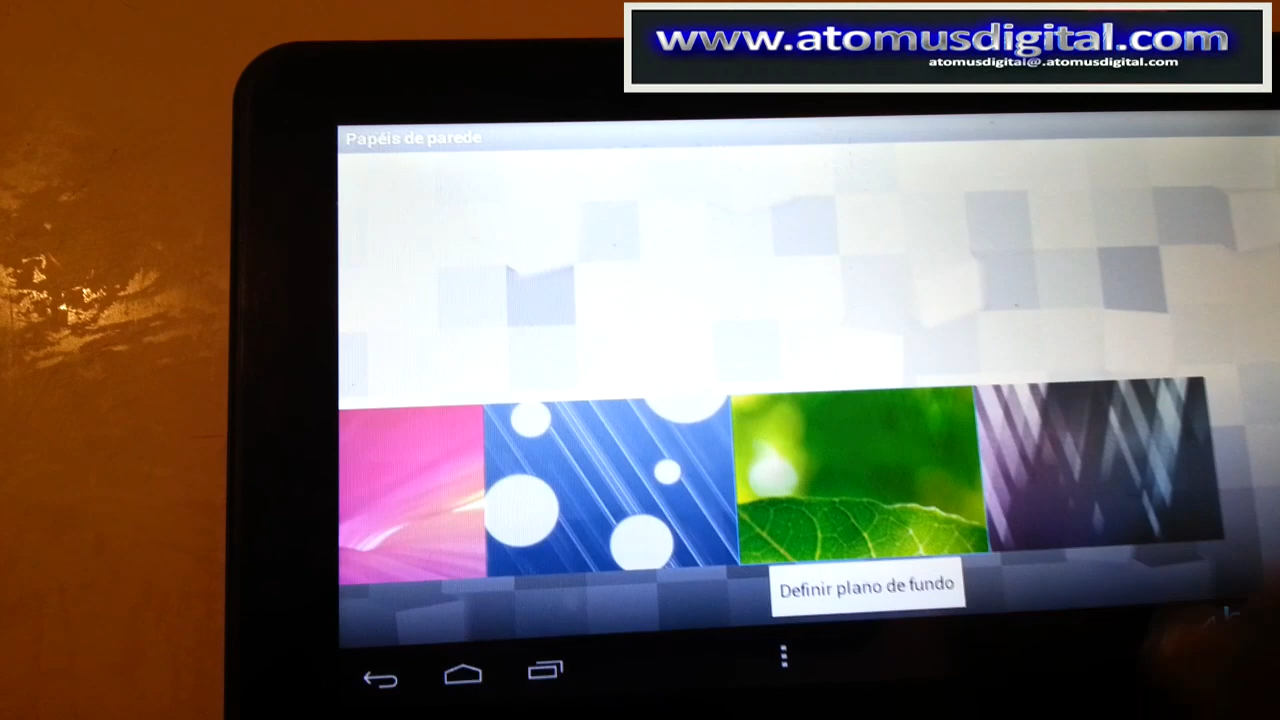 www.atomusdigital.com
atomusdigital@.atomusdigital.com
Papéis de parede
Definir plano de fundo